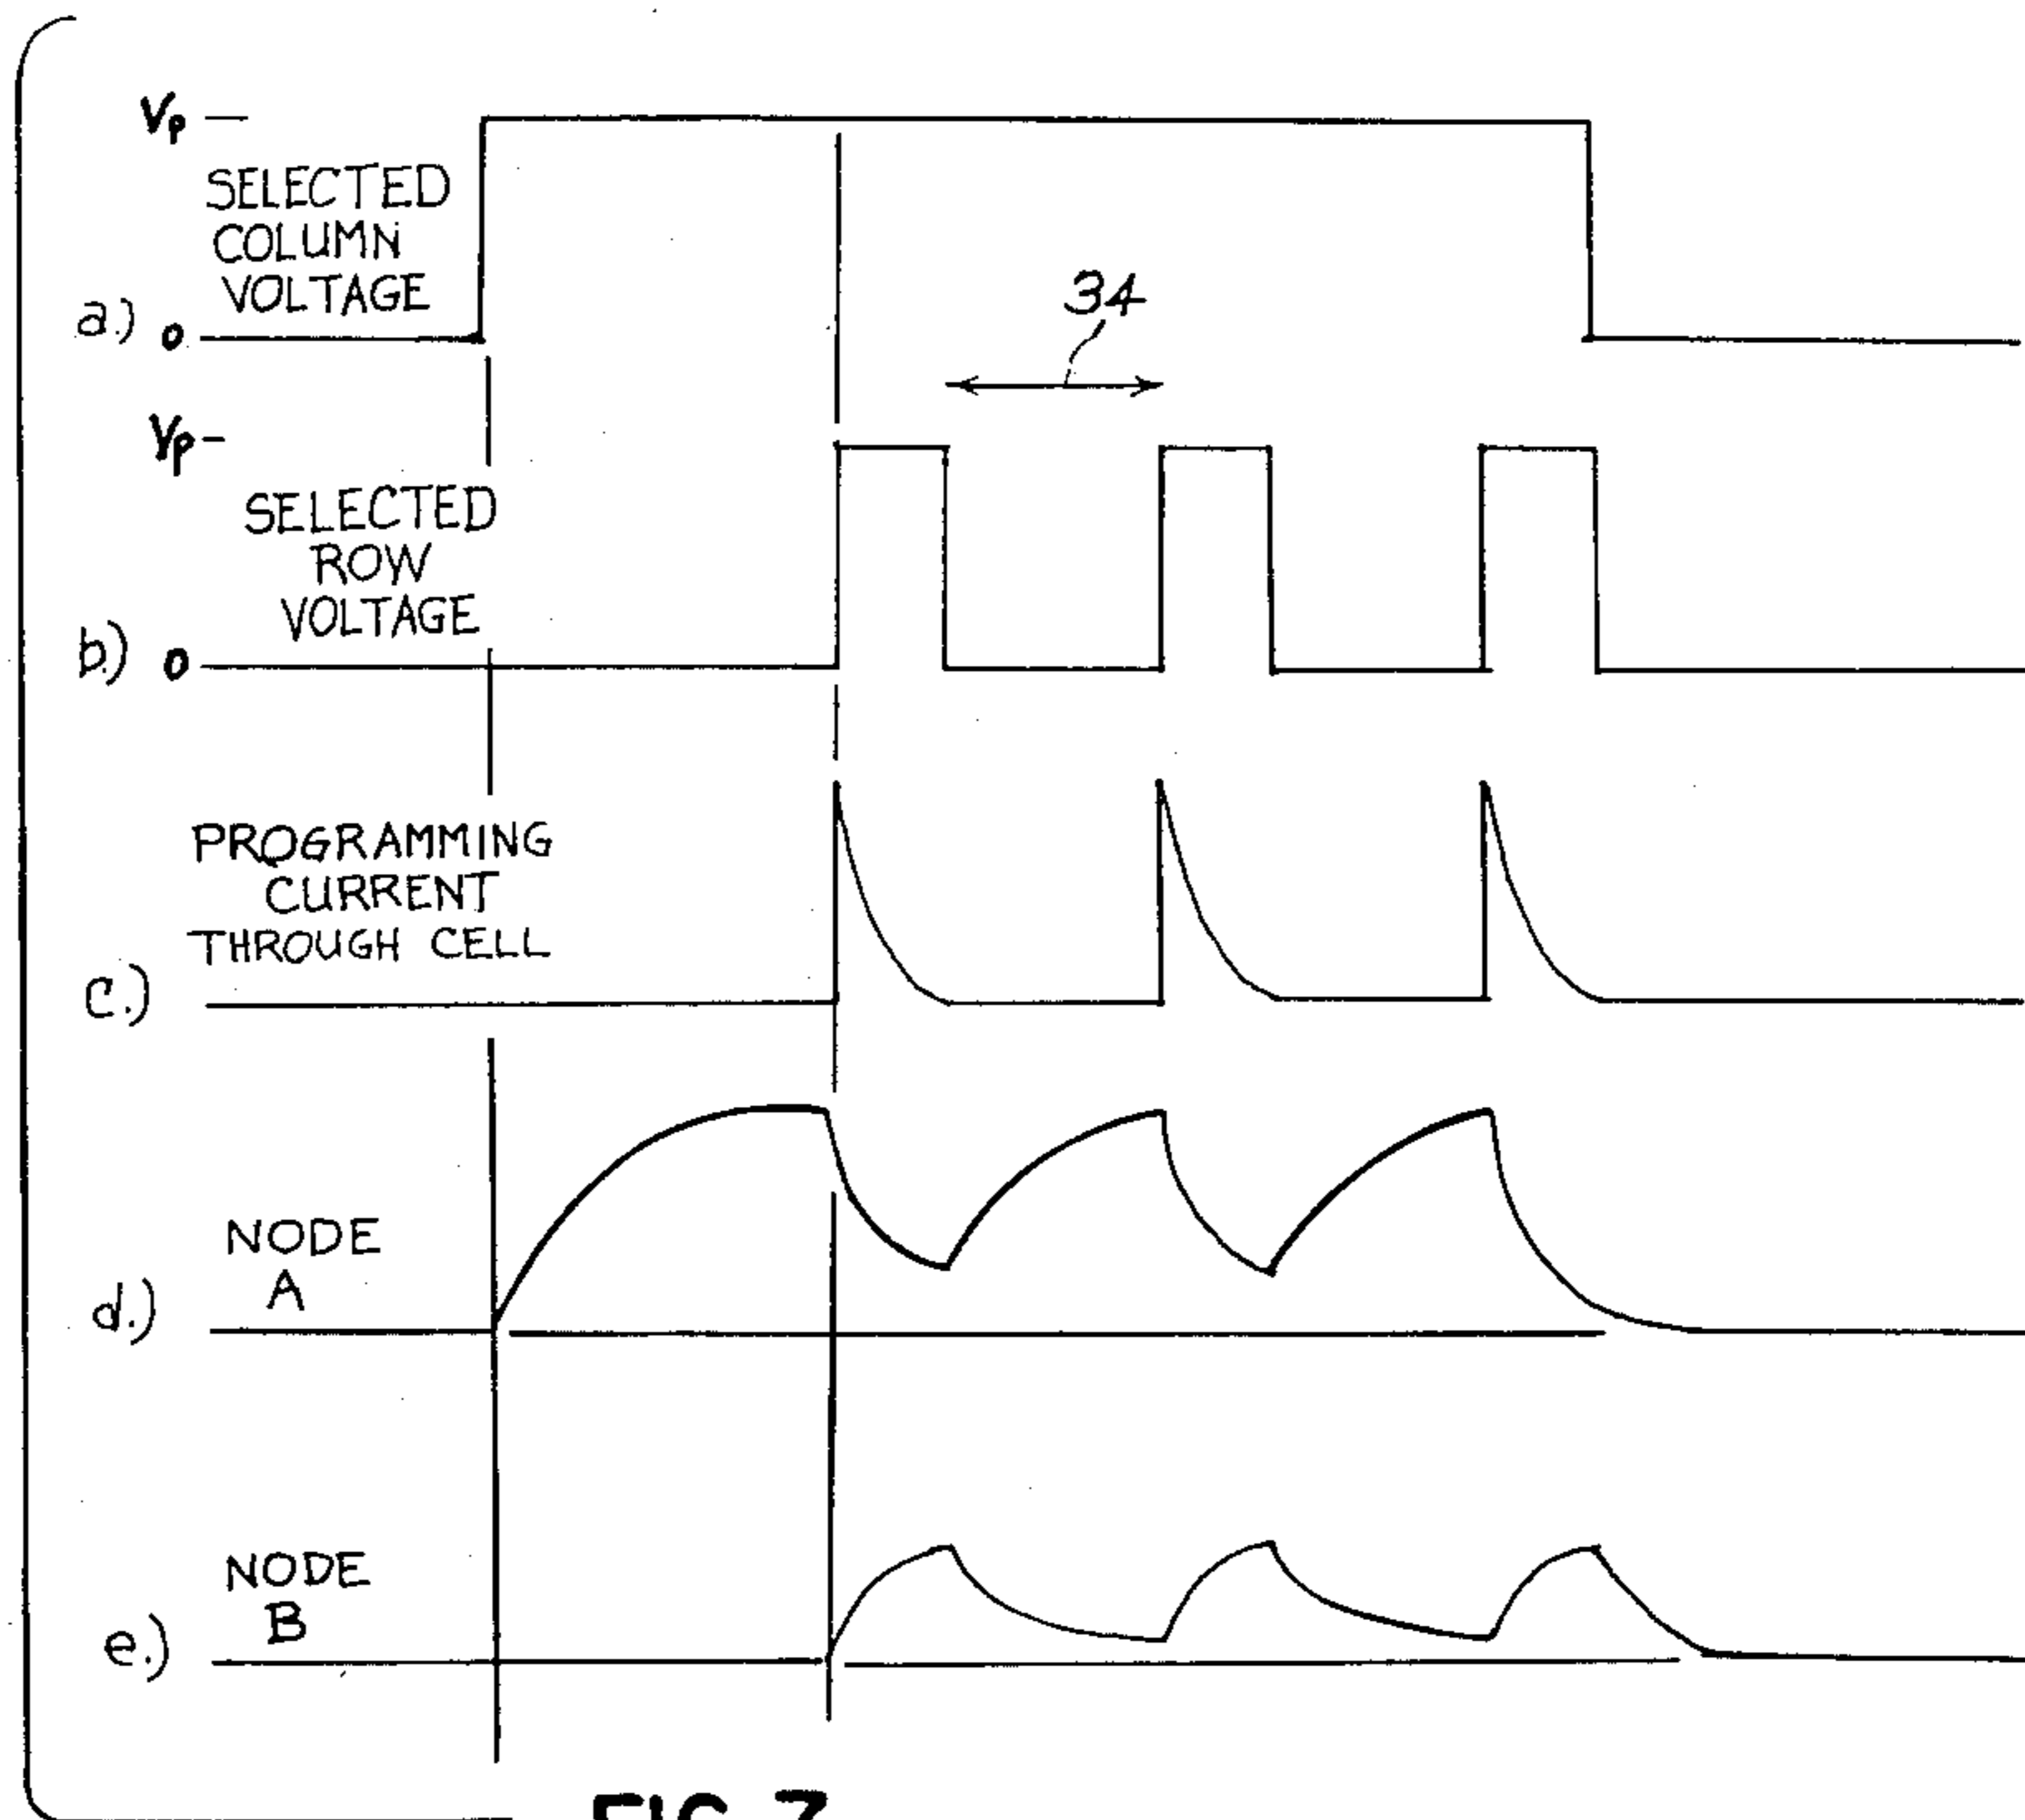 Vp
SELECTED
COLUMN
VOLTAGE
a.) 0
34
Vp
SELECTED
ROW
VOLTAGE
b.) 0
PROGRAMMING
CURRENT
THROUGH CELL
c.)
NODE
A
d.)
NODE
B
e.)